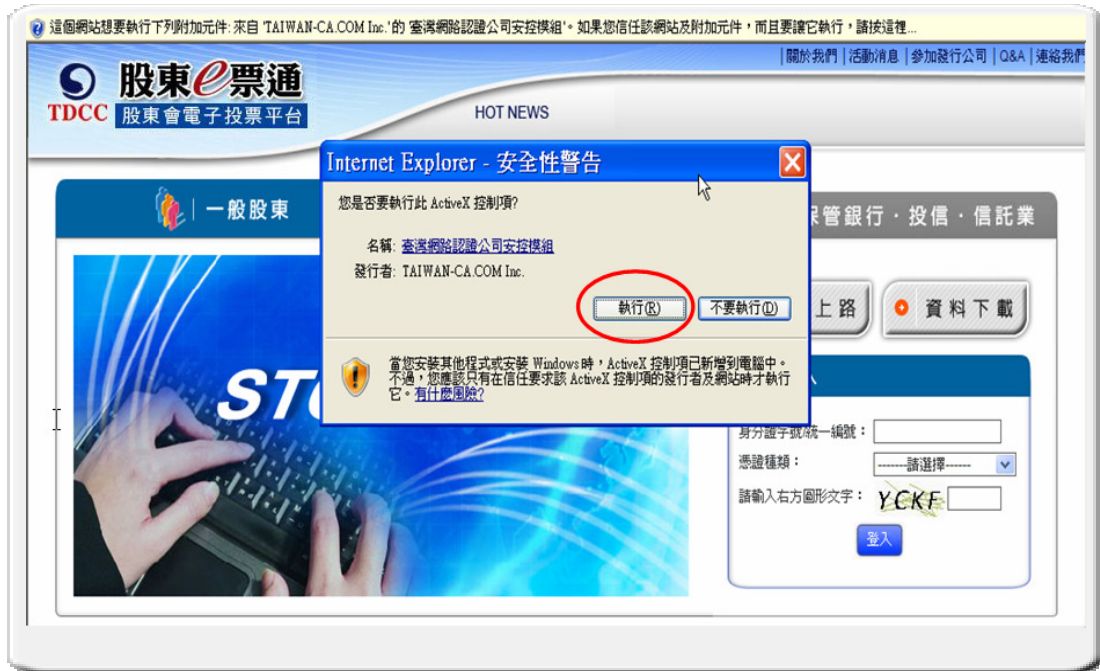 這個網站想要執行下列附加元件: 來自 'TAIWAN-CA.COM Inc.'的 '臺灣網路認證公司安控模組'。如果您信任該網站及附加元件，而且要讓它執行，請按這裡...
|關於我們|活動消息|參加發行公司|Q&A|連絡我們
股東e票通
TDCC 股東會電子投票平台
HOT NEWS
Internet Explorer - 安全性警告
您是否要執行此 ActiveX 控制項?
名稱: 臺灣網路認證公司安控模組
發行者: TAIWAN-CA.COM Inc.
執行(R) 不要執行(D)
當您安裝其他程式或安裝 Windows 時，ActiveX 控制項已新增到電腦中。
不過，您應該只有在信任要求該 ActiveX 控制項的發行者及網站時才執行
它。有什麼風險?
一般股東
保管銀行．投信．信託業
上路
資料下載
STO
身分證字號/統一編號：
憑證種類： -------請選擇------
請輸入右方圖形文字： YCKF
登入